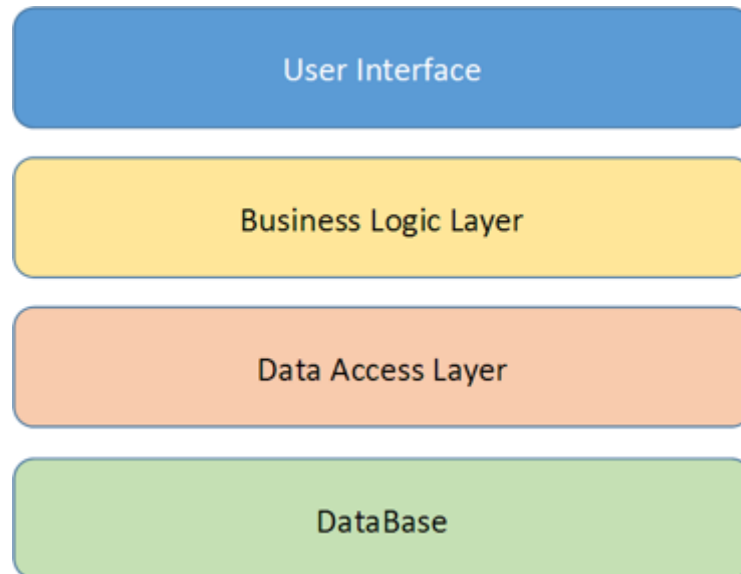 User Interface
Business Logic Layer
Data Access Layer
DataBase